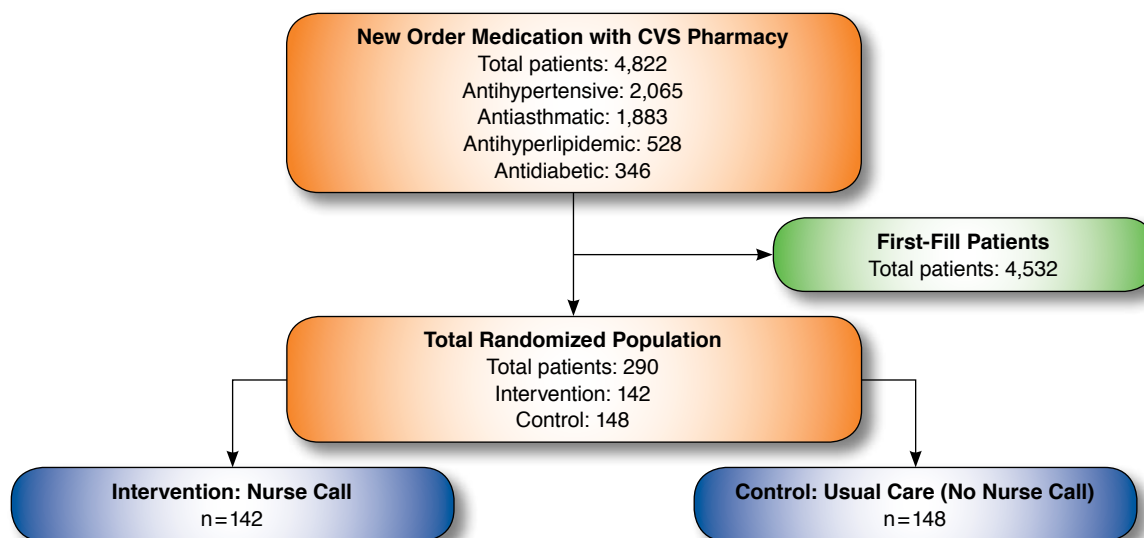 New Order Medication with CVS Pharmacy
Total patients: 4,822
Antihypertensive: 2,065
Antiasthmatic: 1,883
Antihyperlipidemic: 528
Antidiabetic: 346
First-Fill Patients
Total patients: 4,532
Total Randomized Population
Total patients: 290
Intervention: 142
Control: 148
Intervention: Nurse Call
n=142
Control: Usual Care (No Nurse Call)
n=148